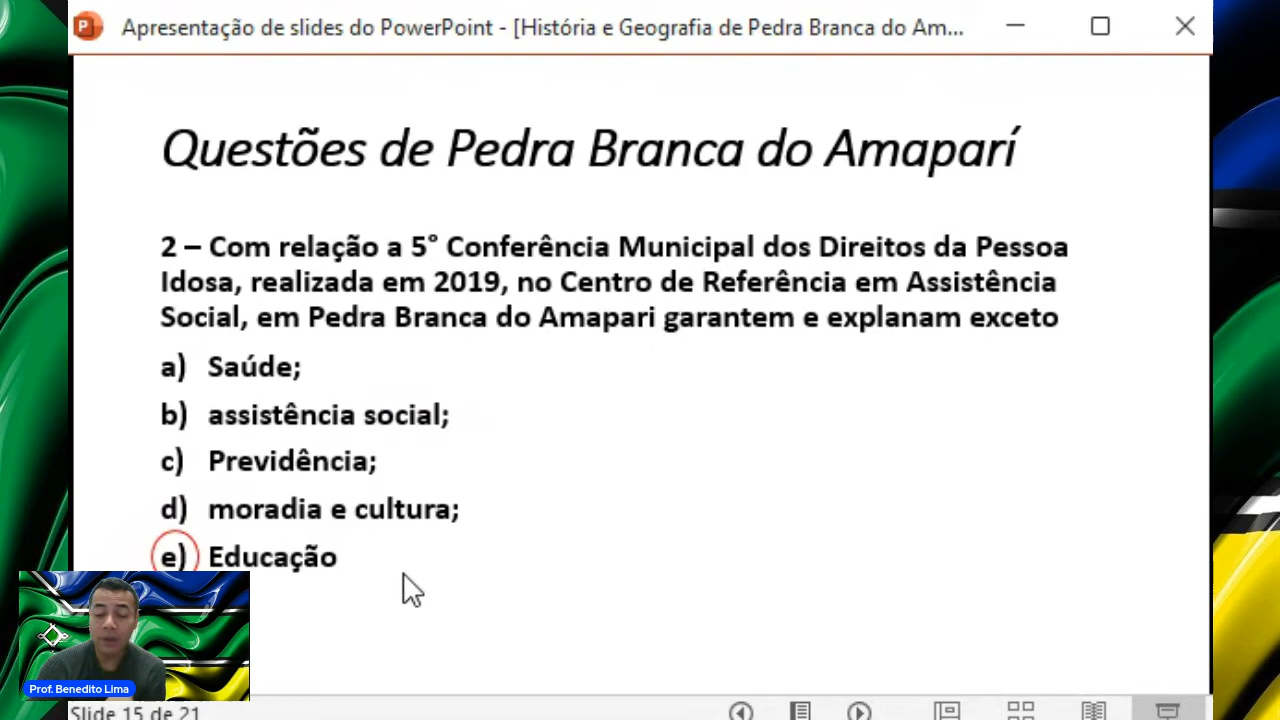 Apresentação de slides do PowerPoint - [História e Geografia de Pedra Branca do Am...
Questões de Pedra Branca do Amaparí
2 – Com relação a 5° Conferência Municipal dos Direitos da Pessoa
Idosa, realizada em 2019, no Centro de Referência em Assistência
Social, em Pedra Branca do Amapari garantem e explanam exceto
a) Saúde;
b) assistência social;
c) Previdência;
d) moradia e cultura;
e) Educação
Prof. Benedito Lima
Slide 15 de 21